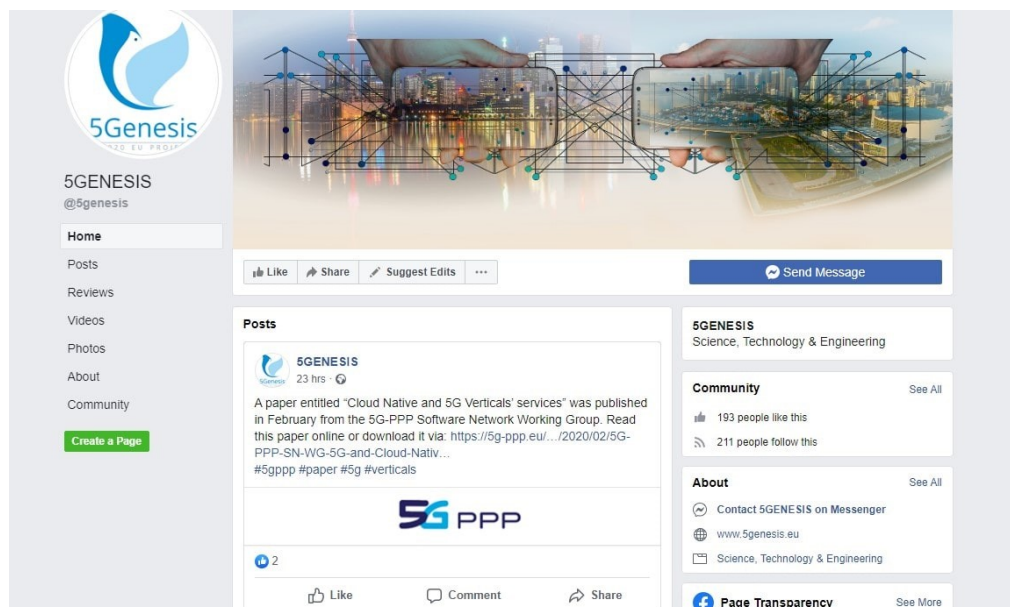 5Genesis
5GENESIS
@5genesis
Home
Posts
Reviews
Videos
Photos
About
Community
Create a Page
Like
Share
Suggest Edits
...
Send Message
Posts
5GENESIS
23 hrs ·
A paper entitled “Cloud Native and 5G Verticals’ services” was published
in February from the 5G-PPP Software Network Working Group. Read
this paper online or download it via: https://5g-ppp.eu/.../2020/02/5G-
PPP-SN-WG-5G-and-Cloud-Nativ...
#5gppp #paper #5g #verticals
5G PPP
2
Like
Comment
Share
5GENESIS
Science, Technology & Engineering
Community
See All
193 people like this
211 people follow this
About
See All
Contact 5GENESIS on Messenger
www.5genesis.eu
Science, Technology & Engineering
Page Transparency
See More